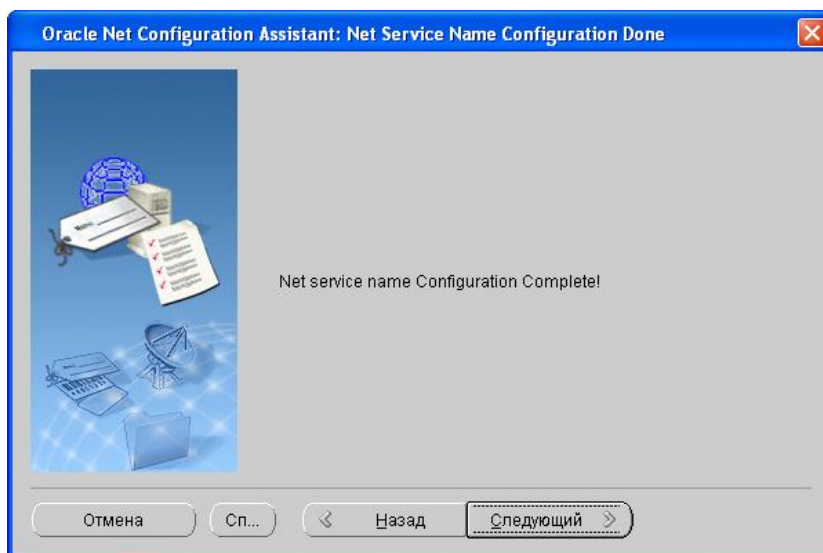 Oracle Net Configuration Assistant: Net Service Name Configuration Done
Net service name Configuration Complete!
Отмена
Сп...
Назад
Следующий